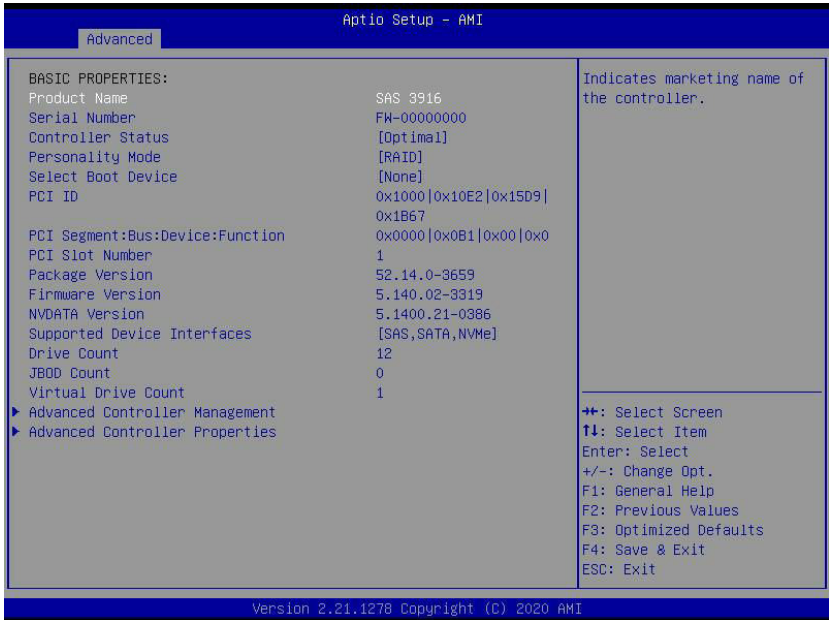 Aptio Setup – AMI
Advanced
BASIC PROPERTIES:
Product Name SAS 3916
Serial Number FW-00000000
Controller Status [Optimal]
Personality Mode [RAID]
Select Boot Device [None]
PCI ID 0x1000|0x10E2|0x15D9|
0x1B67
PCI Segment:Bus:Device:Function 0x0000|0x0B1|0x00|0x0
PCI Slot Number 1
Package Version 52.14.0-3659
Firmware Version 5.140.02-3319
NVDATA Version 5.1400.21-0386
Supported Device Interfaces [SAS,SATA,NVMe]
Drive Count 12
JBOD Count 0
Virtual Drive Count 1
Advanced Controller Management
Advanced Controller Properties
Indicates marketing name of
the controller.
→←: Select Screen
↑↓: Select Item
Enter: Select
+/-: Change Opt.
F1: General Help
F2: Previous Values
F3: Optimized Defaults
F4: Save & Exit
ESC: Exit
Version 2.21.1278 Copyright (C) 2020 AMI